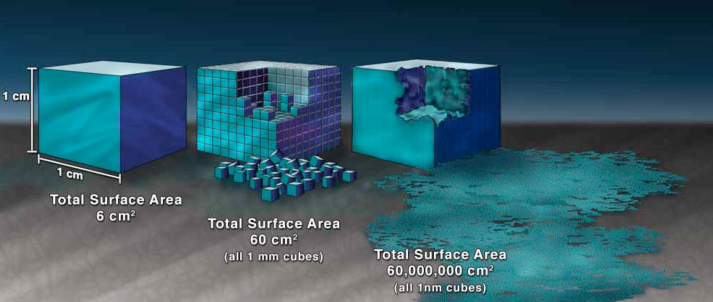 1 cm
1 cm
Total Surface Area
6 cm²
Total Surface Area
60 cm²
(all 1 mm cubes)
Total Surface Area
60,000,000 cm²
(all 1nm cubes)